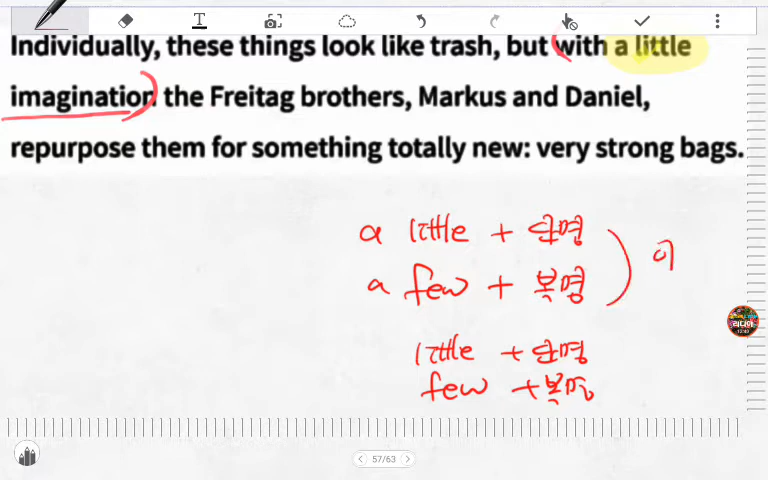 Individually, these things look like trash, but with a little
imagination the Freitag brothers, Markus and Daniel,
repurpose them for something totally new: very strong bags.
a little + 단명
a few + 복명
little + 단명
few + 복명
57/63